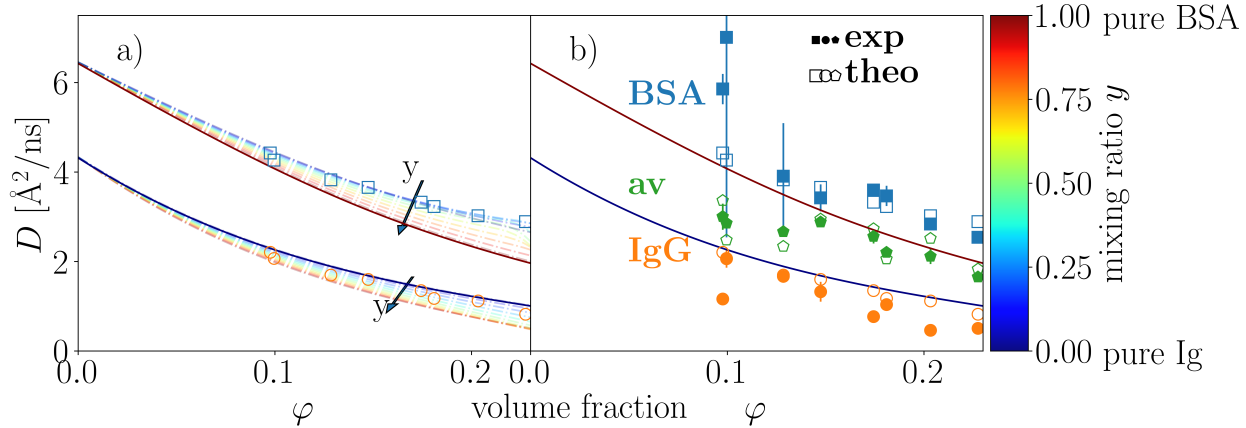 a)
b)
exp
theo
BSA
av
IgG
y
y
D [Å²/ns]
0
2
4
6
0.0
0.1
0.2
0.0
0.1
0.2
φ
volume fraction
φ
1.00 pure BSA
0.75
0.50
0.25
0.00 pure Ig
mixing ratio y